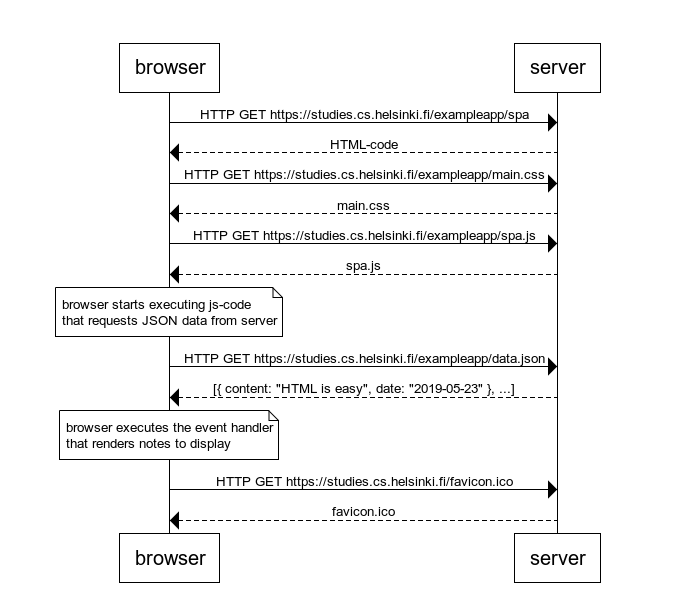 browser
server
HTTP GET https://studies.cs.helsinki.fi/exampleapp/spa
HTML-code
HTTP GET https://studies.cs.helsinki.fi/exampleapp/main.css
main.css
HTTP GET https://studies.cs.helsinki.fi/exampleapp/spa.js
spa.js
browser starts executing js-code
that requests JSON data from server
HTTP GET https://studies.cs.helsinki.fi/exampleapp/data.json
[{ content: "HTML is easy", date: "2019-05-23" }, ...]
browser executes the event handler
that renders notes to display
HTTP GET https://studies.cs.helsinki.fi/favicon.ico
favicon.ico
browser
server